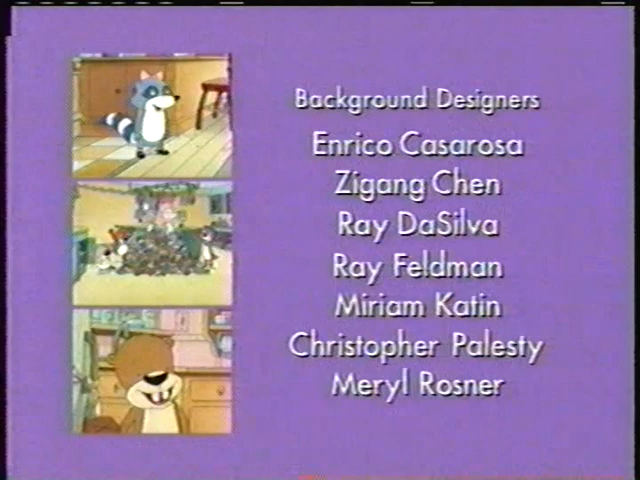 Background Designers
Enrico Casarosa
Zigang Chen
Ray DaSilva
Ray Feldman
Miriam Katin
Christopher Palesty
Meryl Rosner